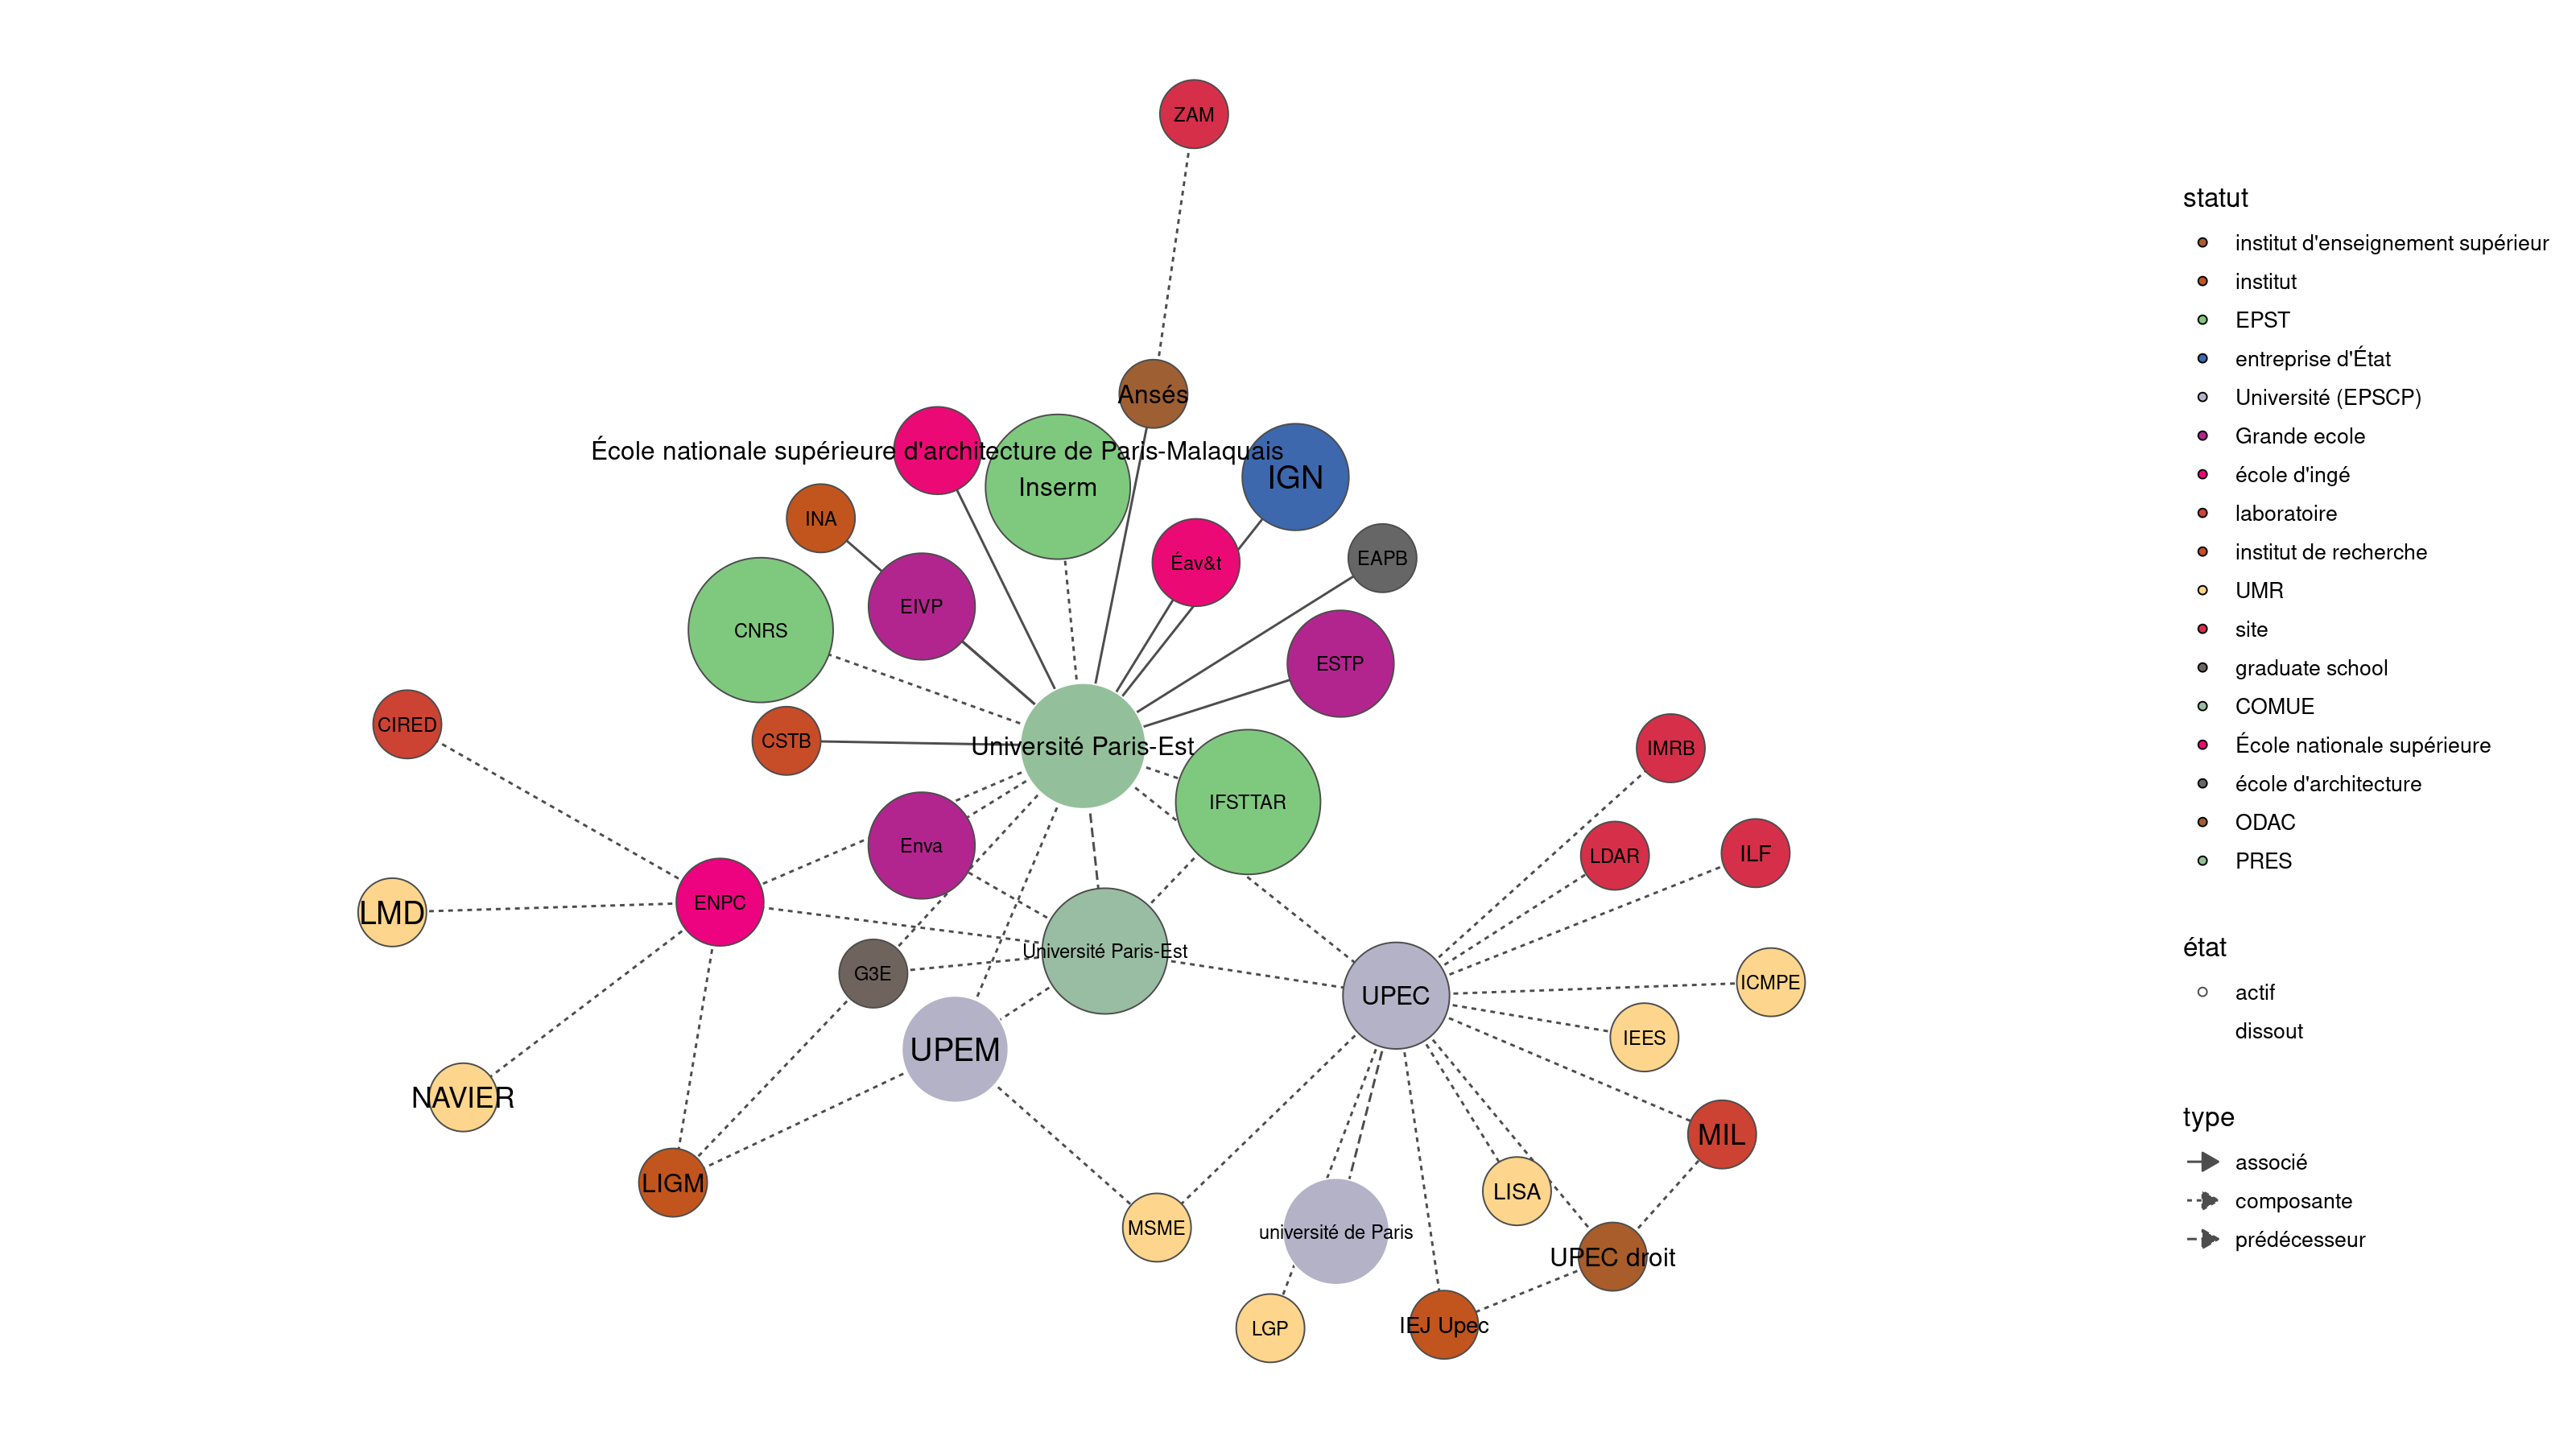 ZAM
Ansés
École nationale supérieure d'architecture de Paris-Malaquais
IGN
Inserm
INA
Éav&t
EAPB
EIVP
CNRS
ESTP
CIRED
CSTB
Université Paris-Est
IMRB
IFSTTAR
Enva
LDAR
ILF
ENPC
LMD
Université Paris-Est
G3E
ICMPE
UPEC
IEES
UPEM
NAVIER
MIL
LIGM
LISA
MSME
université de Paris
UPEC droit
LGP
IEJ Upec
statut
institut d'enseignement supérieur
institut
EPST
entreprise d'État
Université (EPSCP)
Grande ecole
école d'ingé
laboratoire
institut de recherche
UMR
site
graduate school
COMUE
École nationale supérieure
école d'architecture
ODAC
PRES
état
actif
dissout
type
associé
composante
prédécesseur